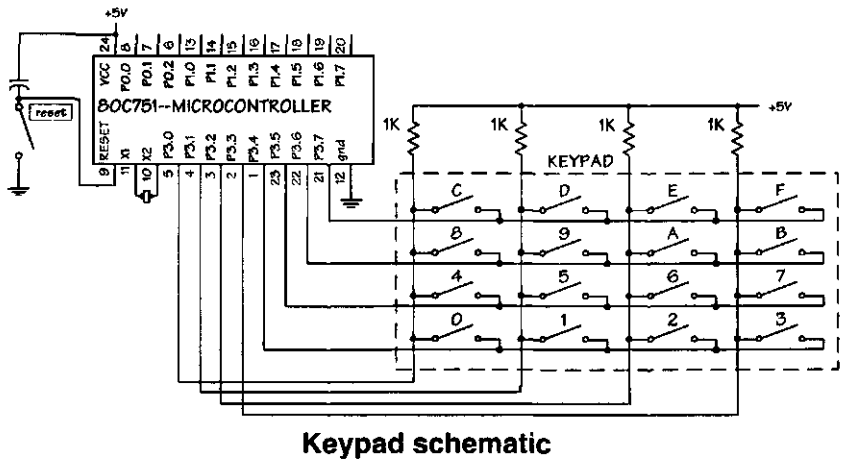 +5V
24 8 7 6 13 14 15 16 17 18 19 20
VCC P0.0 P0.1 P0.2 P1.0 P1.1 P1.2 P1.3 P1.4 P1.5 P1.6 P1.7
80C751--MICROCONTROLLER
reset
RESET X1 X2 P3.0 P3.1 P3.2 P3.3 P3.4 P3.5 P3.6 P3.7 gnd
9 11 10 5 4 3 2 1 23 22 21 12
+5V
1K 1K 1K 1K
KEYPAD
C D E F
8 9 A B
4 5 6 7
0 1 2 3
Keypad schematic